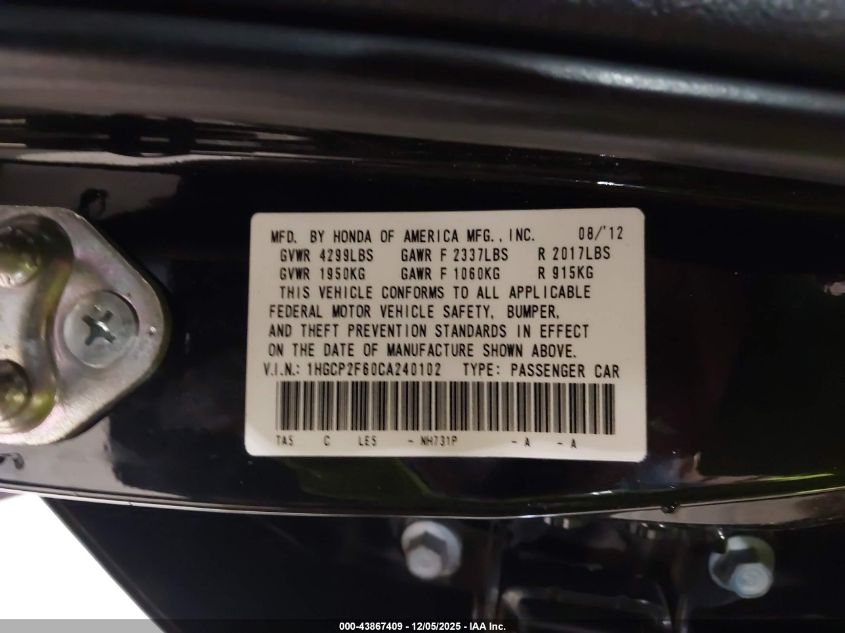 MFD. BY HONDA OF AMERICA MFG., INC. 08/'12
GVWR 4299LBS GAWR F 2337LBS R 2017LBS
GVWR 1950KG GAWR F 1060KG R 915KG
THIS VEHICLE CONFORMS TO ALL APPLICABLE
FEDERAL MOTOR VEHICLE SAFETY, BUMPER,
AND THEFT PREVENTION STANDARDS IN EFFECT
ON THE DATE OF MANUFACTURE SHOWN ABOVE.
V.I.N.: 1HGCP2F60CA240102 TYPE: PASSENGER CAR
TA5 C LE5 - NH731P - A - A
000-43867409 - 12/05/2025 - IAA Inc.